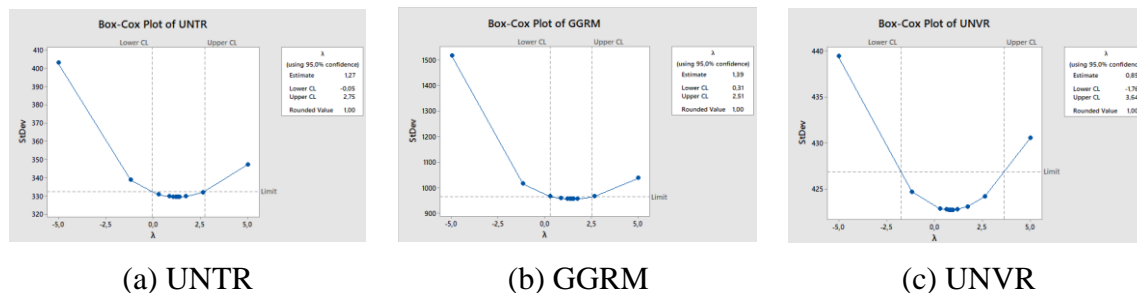 Box-Cox Plot of UNTR
Lower CL Upper CL
410
400
390
380
370
360
350
340
330
320
StDev
-5,0 -2,5 0,0 2,5 5,0
λ
Limit
λ
(using 95,0% confidence)
Estimate 1,27
Lower CL -0,05
Upper CL 2,75
Rounded Value 1,00
(a) UNTR
Box-Cox Plot of GGRM
Lower CL Upper CL
1500
1400
1300
1200
1100
1000
900
StDev
-5,0 -2,5 0,0 2,5 5,0
λ
Limit
λ
(using 95,0% confidence)
Estimate 1,39
Lower CL 0,31
Upper CL 2,51
Rounded Value 1,00
(b) GGRM
Box-Cox Plot of UNVR
Lower CL Upper CL
440
435
430
425
StDev
-5,0 -2,5 0,0 2,5 5,0
λ
Limit
λ
(using 95,0% confidence
Estimate 0,85
Lower CL -1,76
Upper CL 3,64
Rounded Value 1,00
(c) UNVR